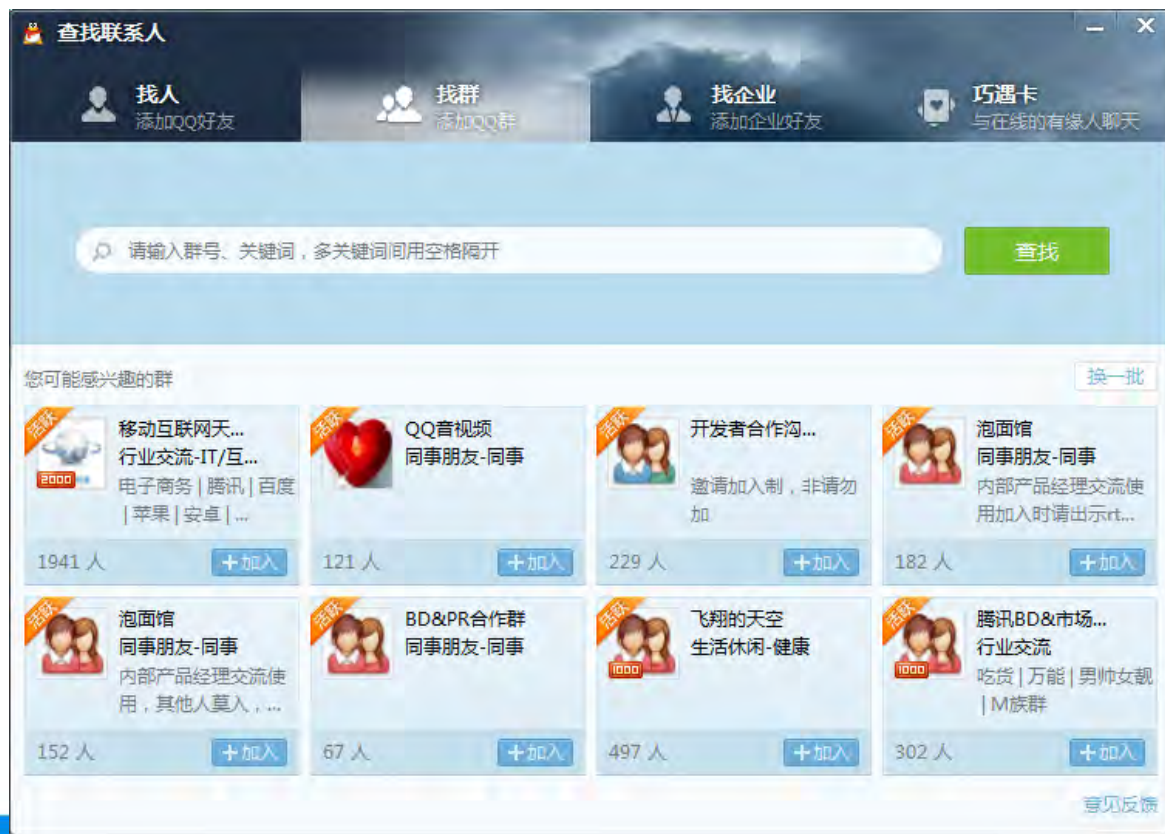 查找联系人
找人
添加QQ好友
找群
添加QQ群
找企业
添加企业好友
巧遇卡
与在线的有缘人聊天
请输入群号、关键词，多关键词间用空格隔开
查找
您可能感兴趣的群
换一批
活跃
2000
移动互联网天...
行业交流-IT/互...
电子商务|腾讯|百度
|苹果|安卓|...
1941 人
+加入
活跃
QQ音视频
同事朋友-同事
121 人
+加入
活跃
开发者合作沟...
邀请加入制，非请勿
加
229 人
+加入
活跃
泡面馆
同事朋友-同事
内部产品经理交流使
用加入时请出示rt...
182 人
+加入
活跃
泡面馆
同事朋友-同事
内部产品经理交流使
用，其他人莫入，...
152 人
+加入
活跃
BD&PR合作群
同事朋友-同事
67 人
+加入
活跃
1000
飞翔的天空
生活休闲-健康
497 人
+加入
活跃
1000
腾讯BD&市场...
行业交流
吃货|万能|男帅女靓
|M族群
302 人
+加入
意见反馈